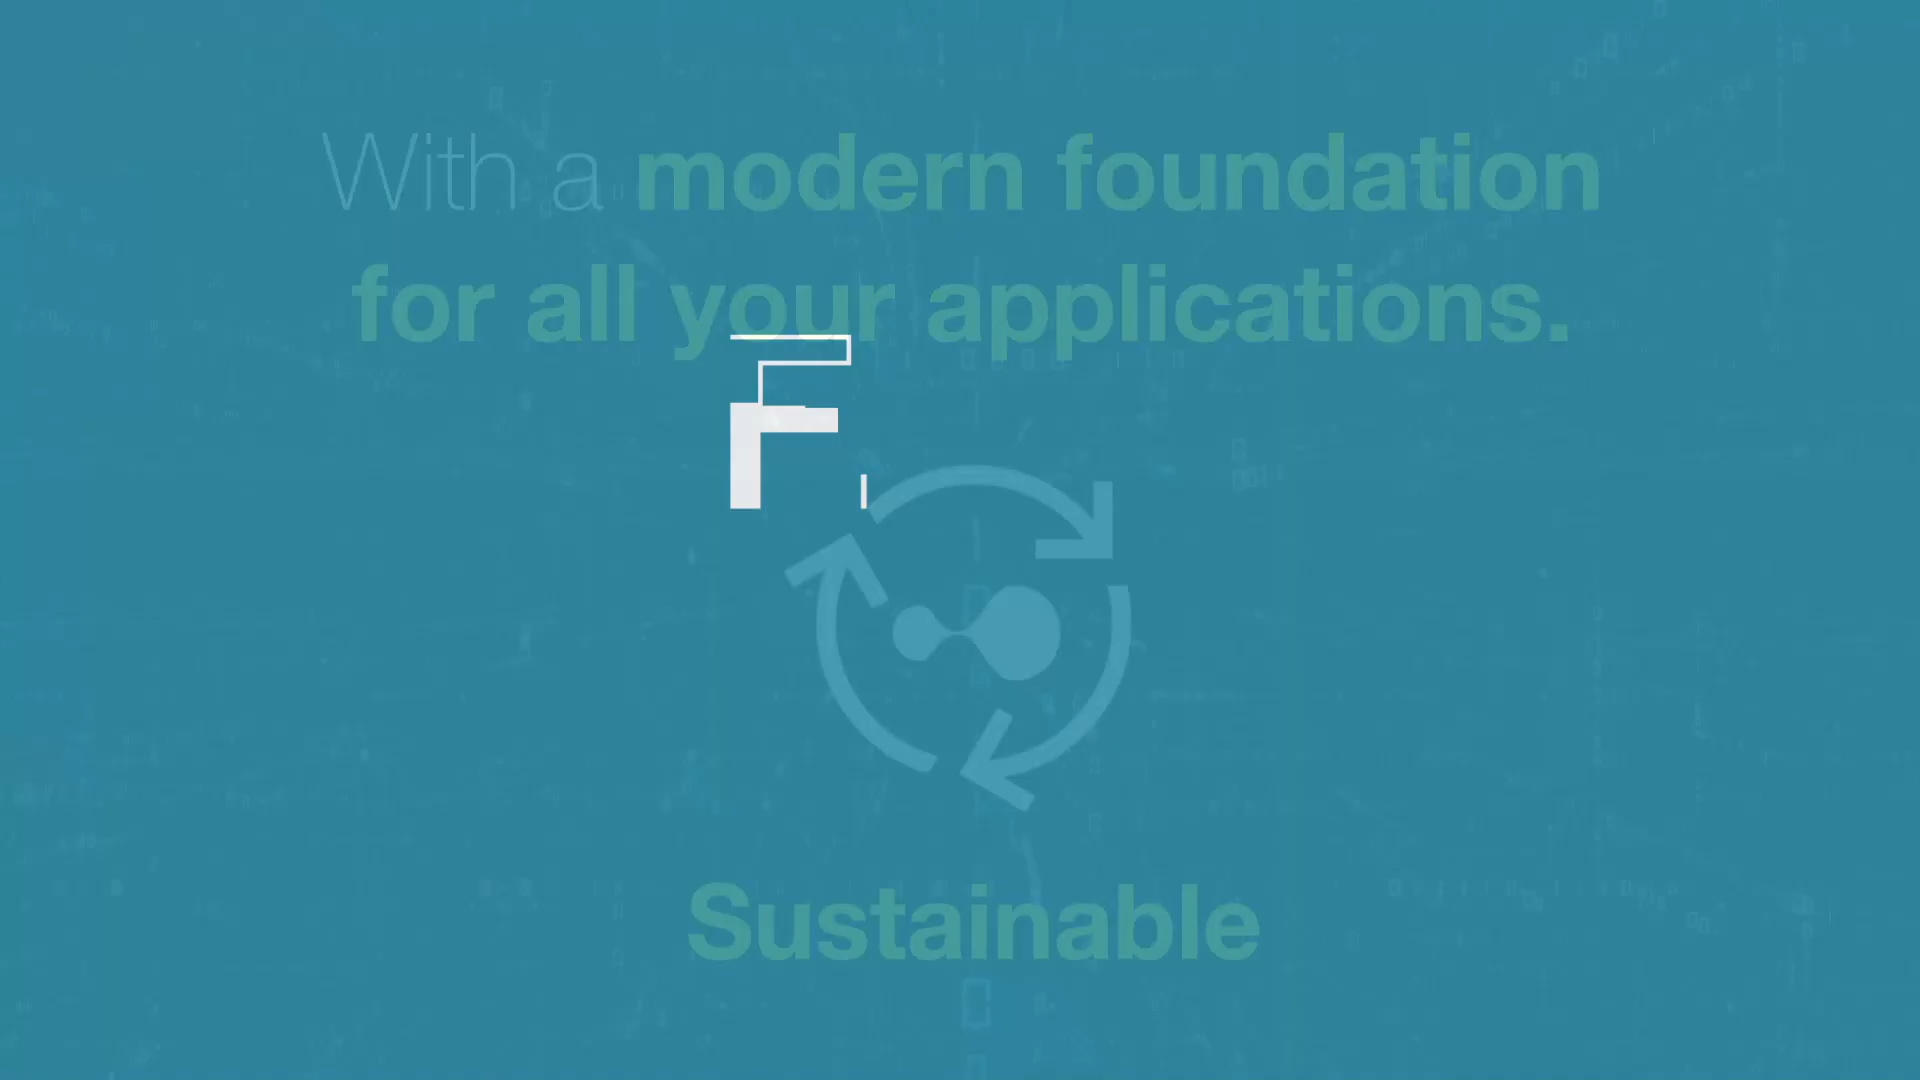 With a modern foundation
for all your applications.
Sustainable